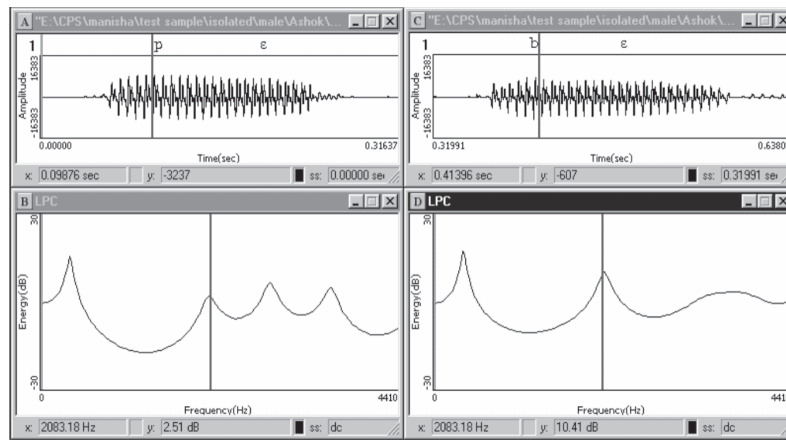 A "E:\CPS\manisha\test sample\isolated\male\Ashok\...
1 p ε
Amplitude
16383
-16383
0.00000 0.31637
Time(sec)
x: 0.09876 sec y: -3237 ss: 0.00000 se
C "E:\CPS\manisha\test sample\isolated\male\Ashok\...
1 b ε
Amplitude
16383
-16383
0.31991 0.6380
Time(sec)
x: 0.41396 sec y: -607 ss: 0.31991 s
B LPC
Energy(dB)
30
-30
0 4410
Frequency(Hz)
x: 2083.18 Hz y: 2.51 dB ss: dc
D LPC
Energy(dB)
30
-30
0 441
Frequency(Hz)
x: 2083.18 Hz y: 10.41 dB ss: dc